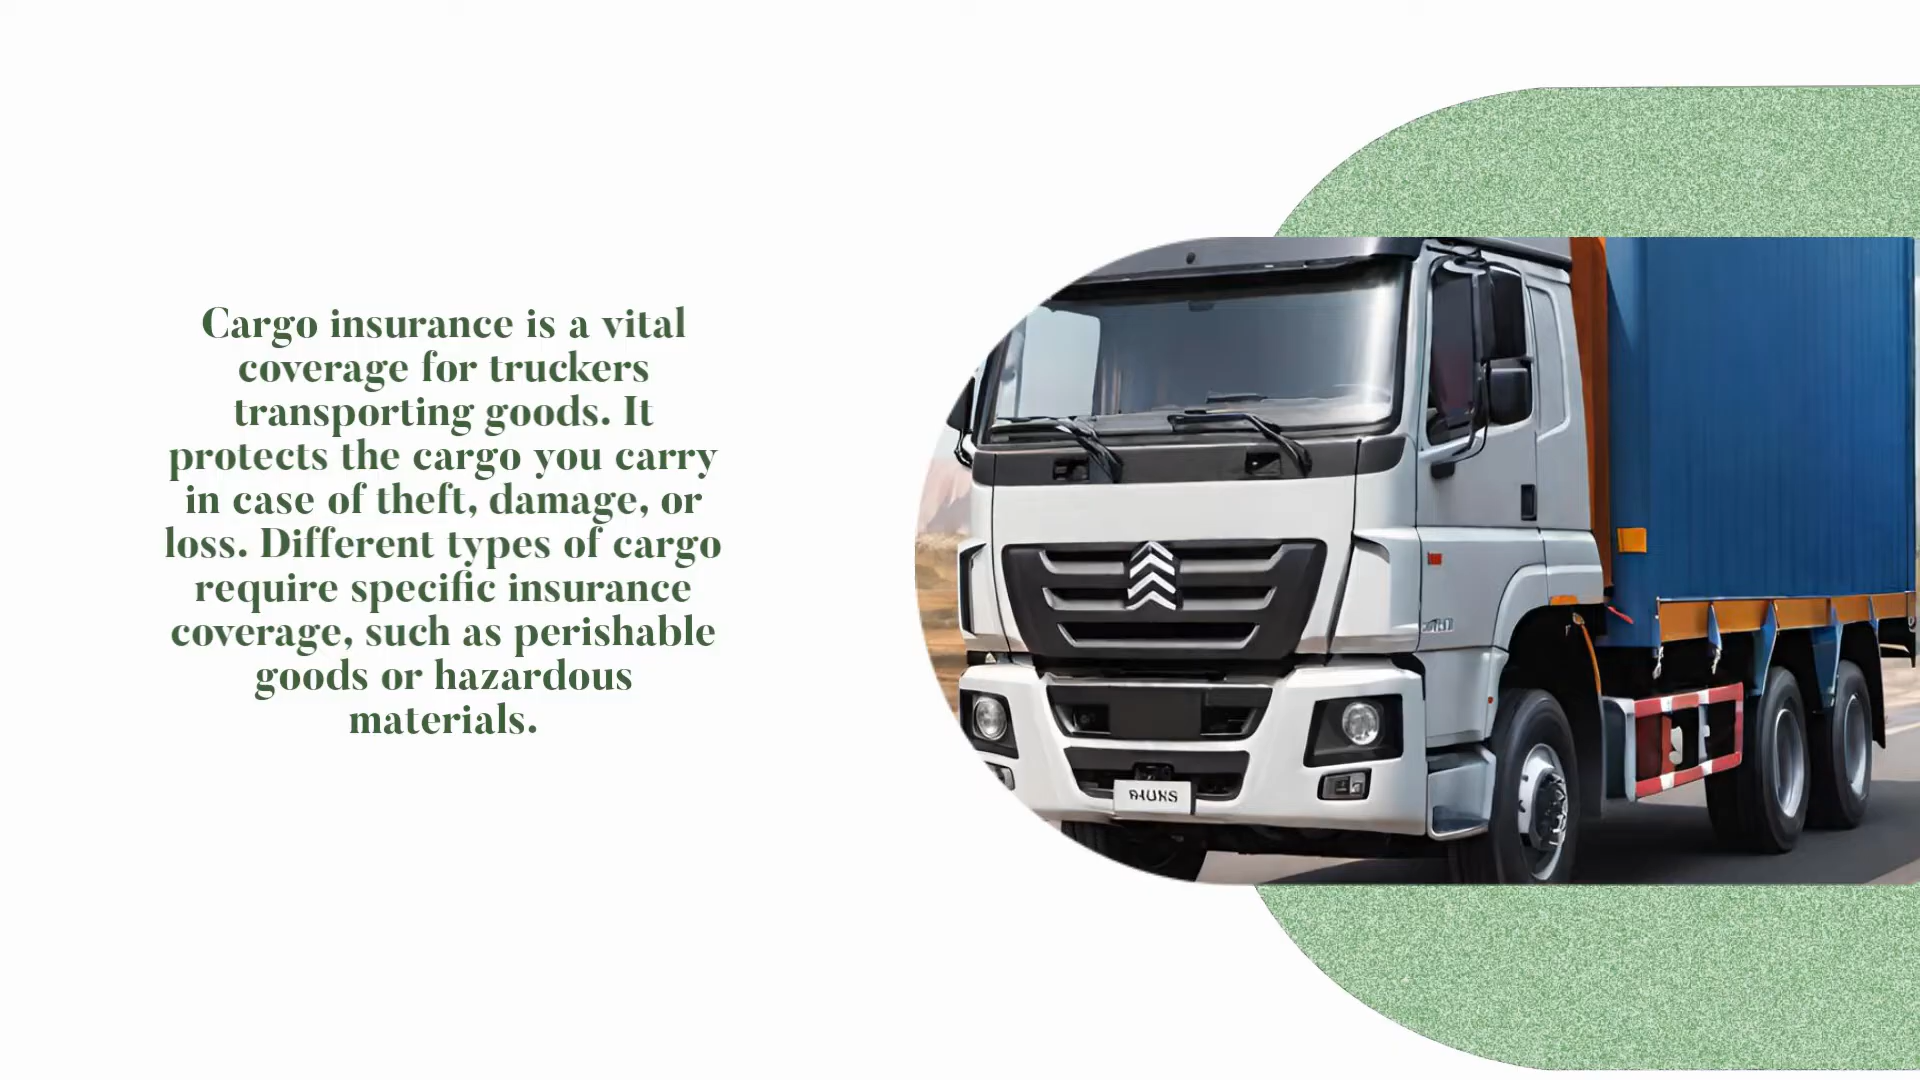 Cargo insurance is a vital
coverage for truckers
transporting goods. It
protects the cargo you carry
in case of theft, damage, or
loss. Different types of cargo
require specific insurance
coverage, such as perishable
goods or hazardous
materials.